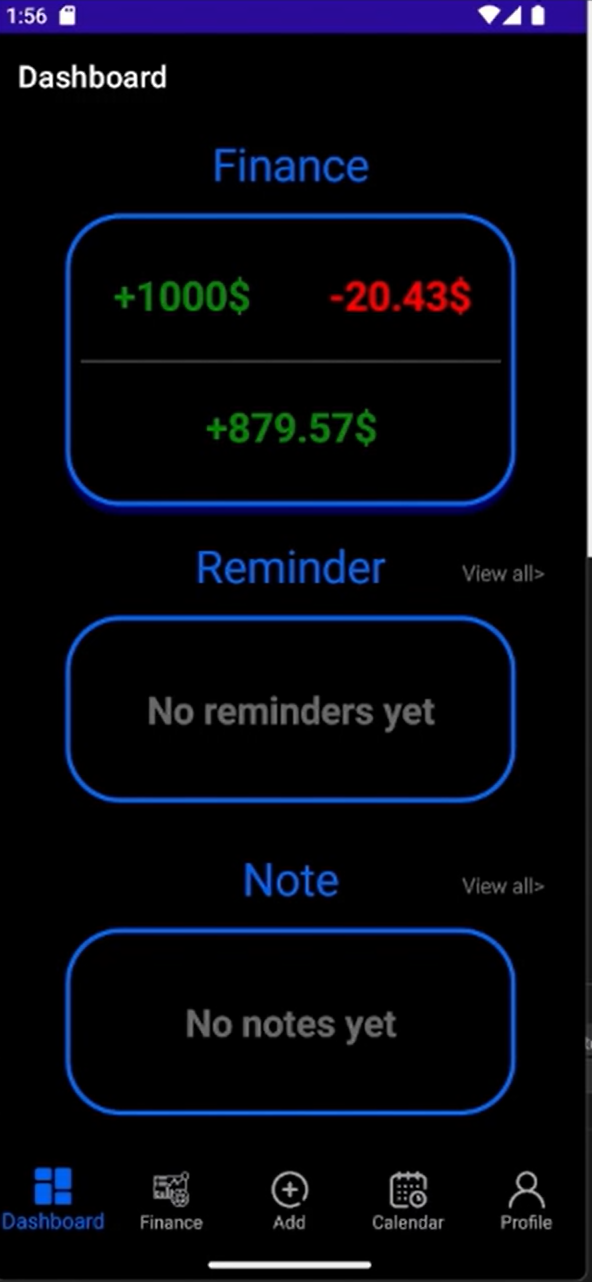 1:56
Dashboard
Finance
+1000$ -20.43$
+879.57$
Reminder View all>
No reminders yet
Note View all>
No notes yet
Dashboard Finance Add Calendar Profile